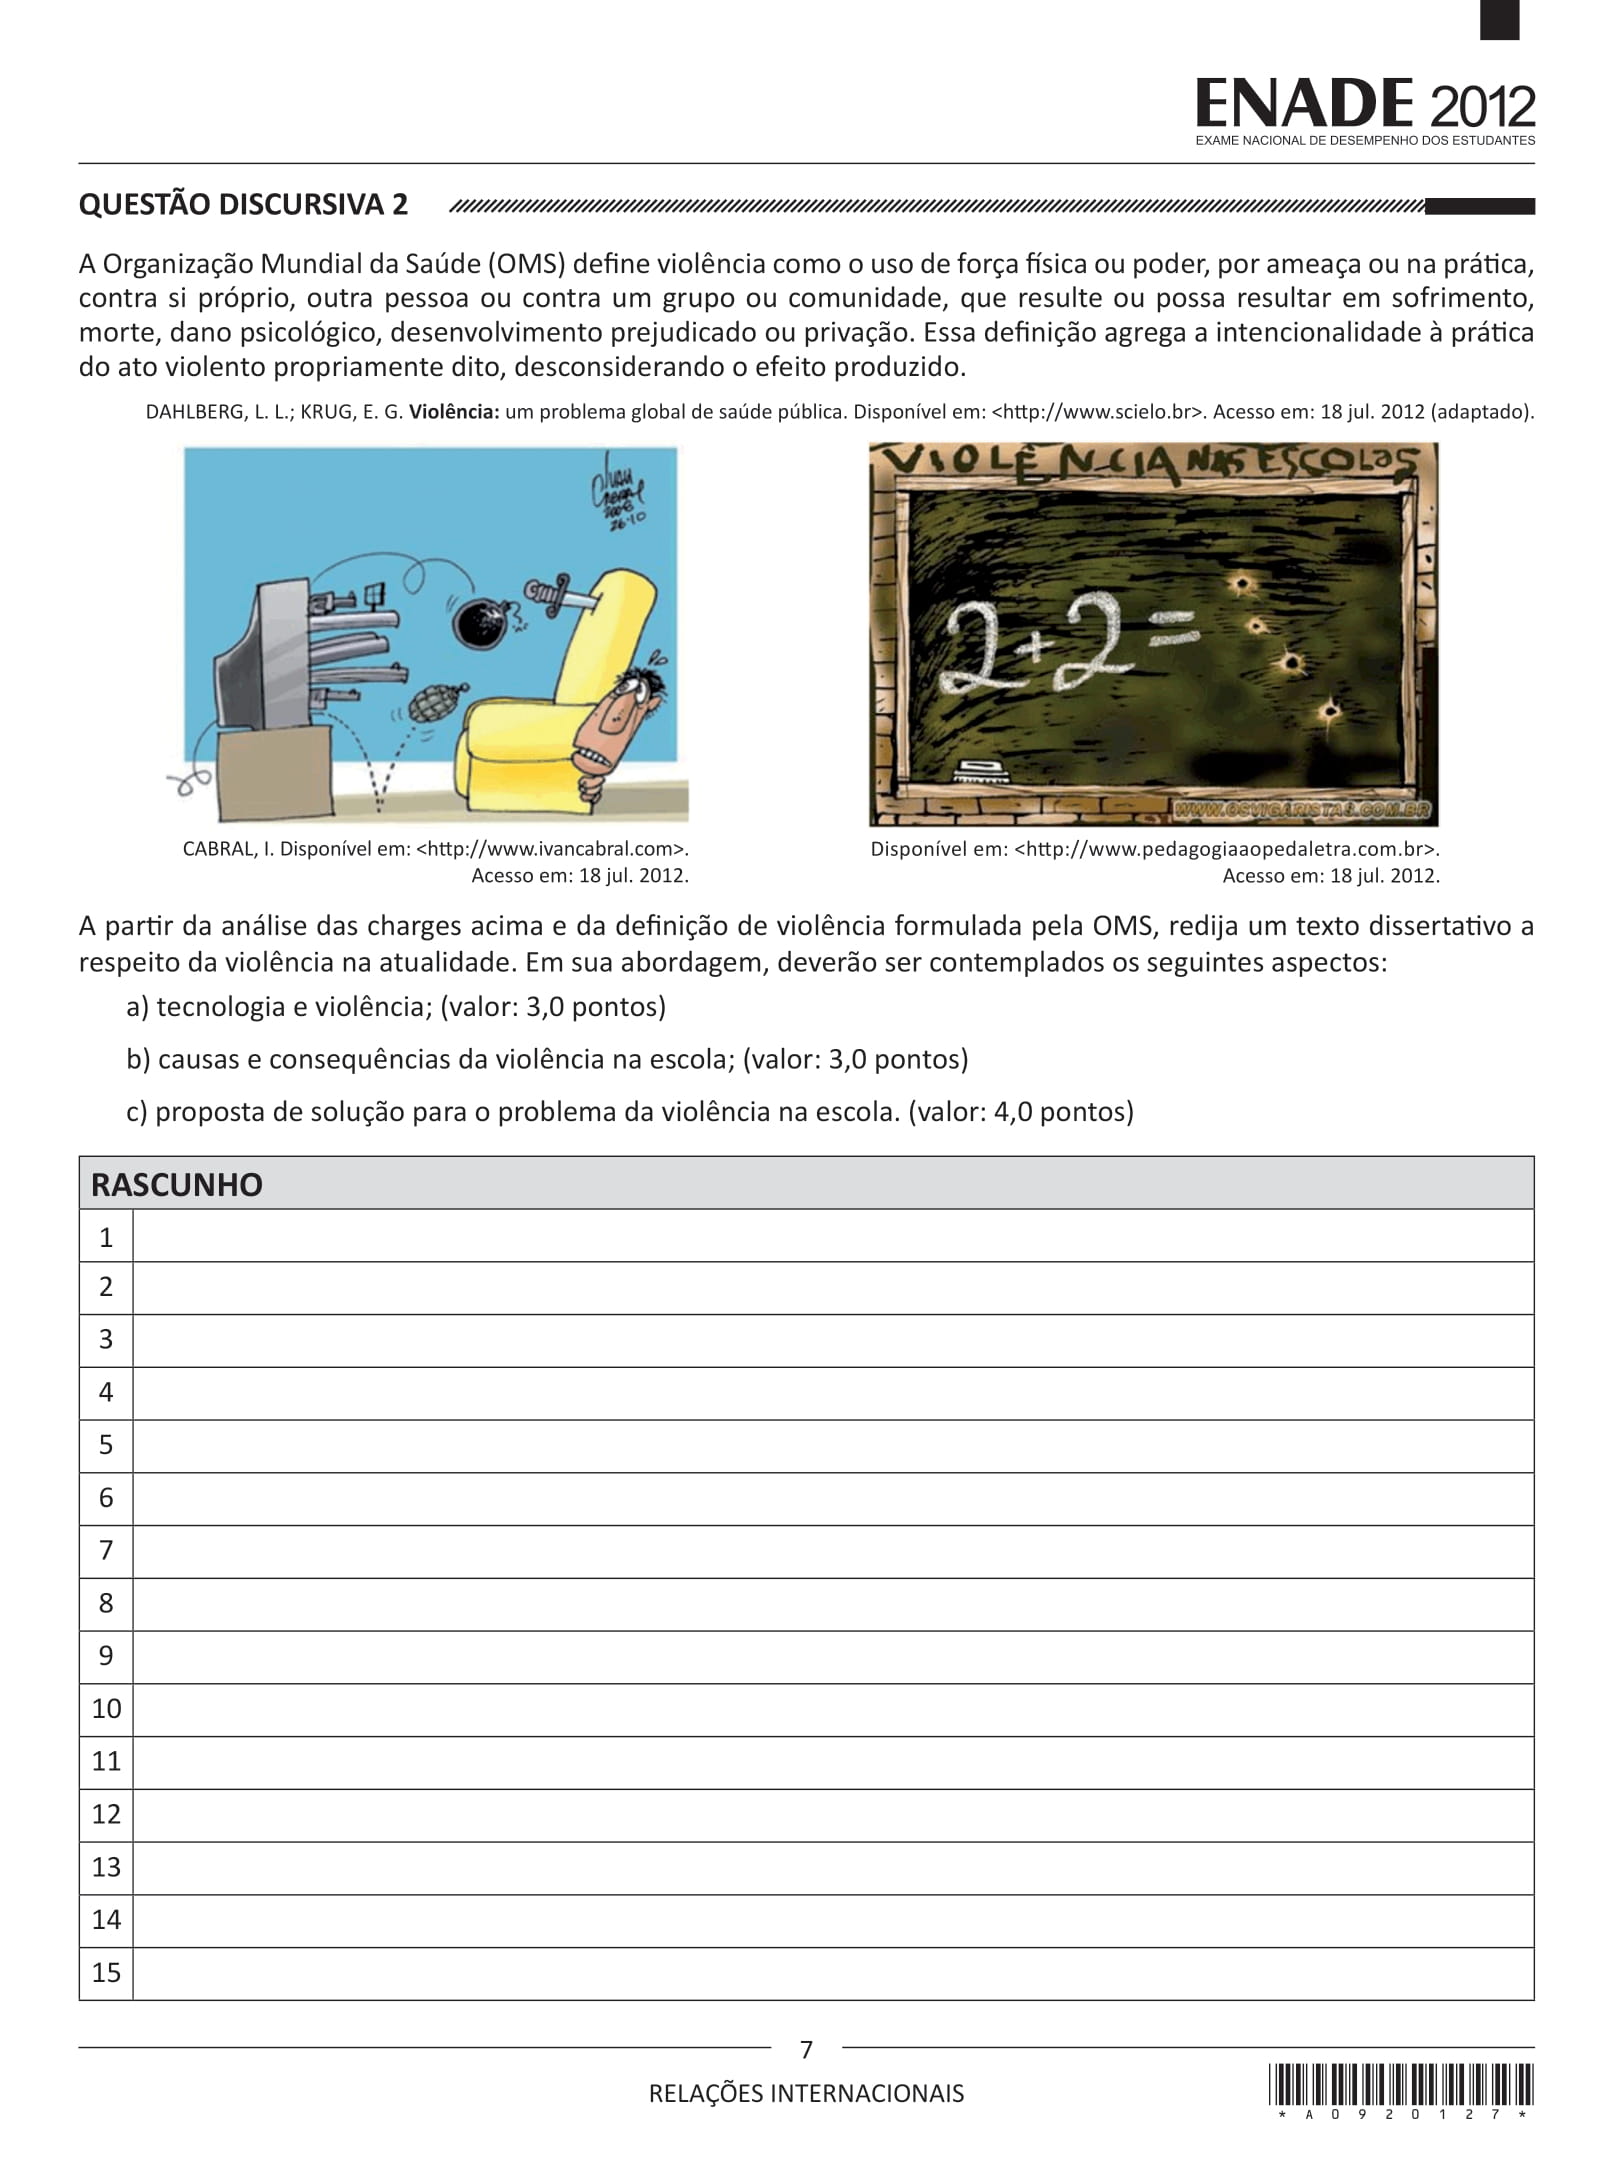 ENADE 2012
EXAME NACIONAL DE DESEMPENHO DOS ESTUDANTES
QUESTÃO DISCURSIVA 2
A Organização Mundial da Saúde (OMS) define violência como o uso de força física ou poder, por ameaça ou na prática,
contra si próprio, outra pessoa ou contra um grupo ou comunidade, que resulte ou possa resultar em sofrimento,
morte, dano psicológico, desenvolvimento prejudicado ou privação. Essa definição agrega a intencionalidade à prática
do ato violento propriamente dito, desconsiderando o efeito produzido.
DAHLBERG, L. L.; KRUG, E. G. Violência: um problema global de saúde pública. Disponível em: <http://www.scielo.br>. Acesso em: 18 jul. 2012 (adaptado).
Ivan
Cabral
2008
26·10
VIOLÊNCIA NAS ESCOLAS
2+2=
WWW.OSVIGARISTAS.COM.BR
CABRAL, I. Disponível em: <http://www.ivancabral.com>.
Acesso em: 18 jul. 2012.
Disponível em: <http://www.pedagogiaaopedaletra.com.br>.
Acesso em: 18 jul. 2012.
A partir da análise das charges acima e da definição de violência formulada pela OMS, redija um texto dissertativo a
respeito da violência na atualidade. Em sua abordagem, deverão ser contemplados os seguintes aspectos:
a) tecnologia e violência; (valor: 3,0 pontos)
b) causas e consequências da violência na escola; (valor: 3,0 pontos)
c) proposta de solução para o problema da violência na escola. (valor: 4,0 pontos)
RASCUNHO
1
2
3
4
5
6
7
8
9
10
11
12
13
14
15
7
RELAÇÕES INTERNACIONAIS
* A 0 9 2 0 1 2 7 *